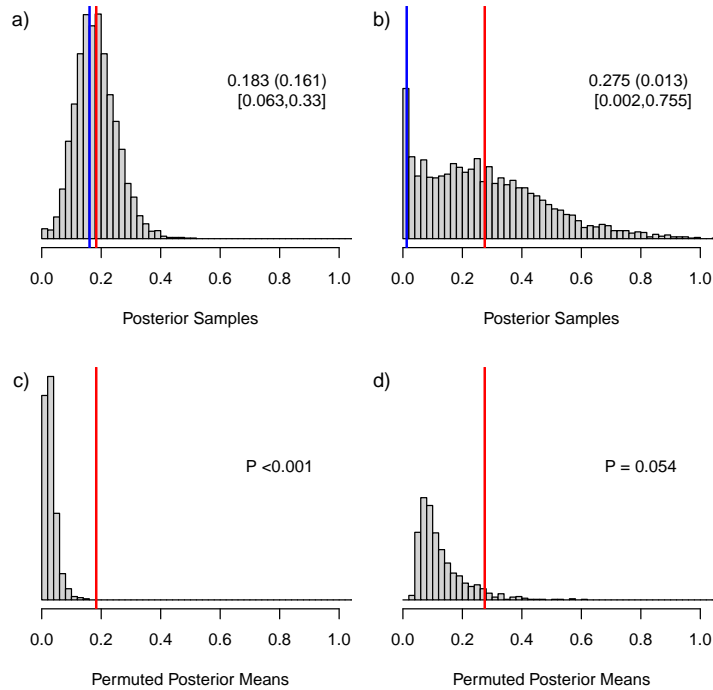 a)
0.183 (0.161)
[0.063,0.33]
0.0 0.2 0.4 0.6 0.8 1.0
Posterior Samples
b)
0.275 (0.013)
[0.002,0.755]
0.0 0.2 0.4 0.6 0.8 1.0
Posterior Samples
c)
P <0.001
0.0 0.2 0.4 0.6 0.8 1.0
Permuted Posterior Means
d)
P = 0.054
0.0 0.2 0.4 0.6 0.8 1.0
Permuted Posterior Means